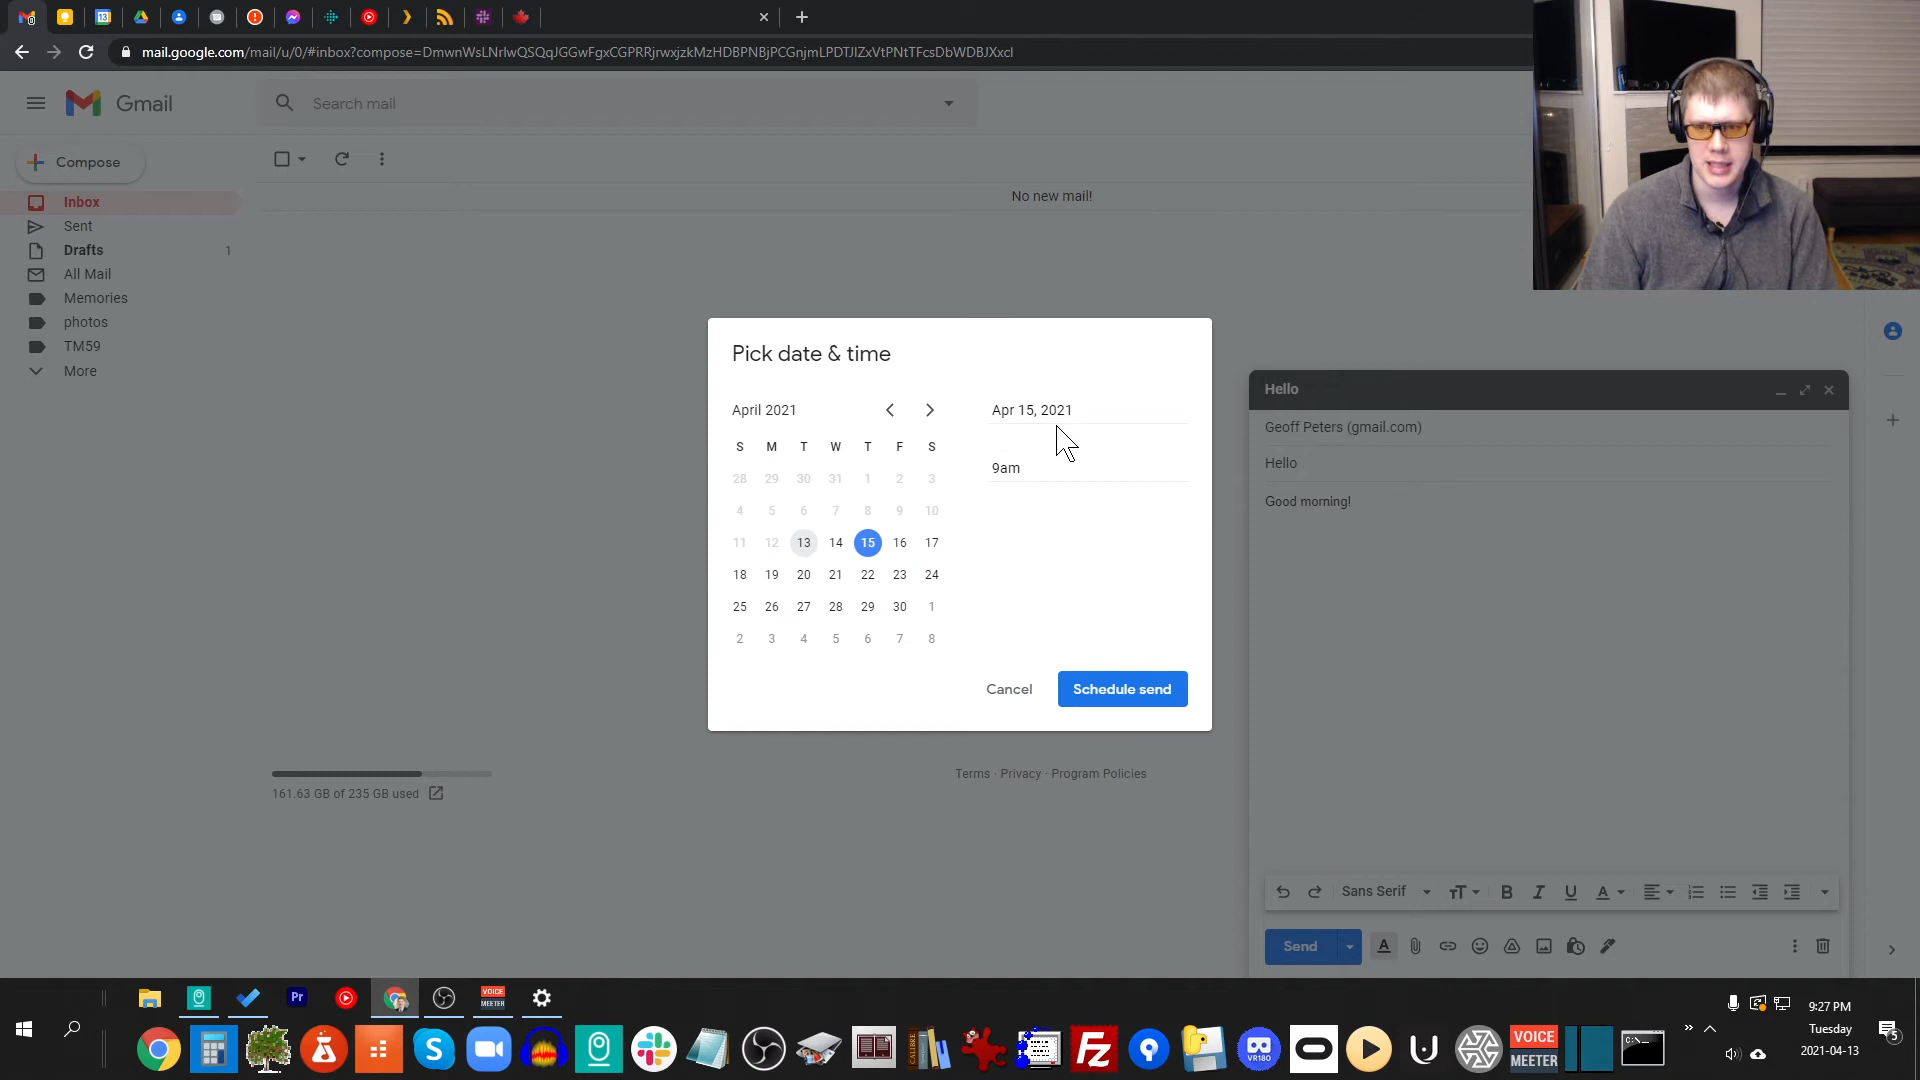 mail.google.com/mail/u/0/#inbox?compose=DmwnWsLNrlwQSQqJGGwFgxCGPRRjrwxjzkMzHDBPNBjPCGnjmLPDTJlZxVtPNtTFcsDbWDBJXxcl
Gmail
Search mail
Compose
No new mail!
Inbox
Sent
Drafts 1
All Mail
Memories
photos
TM59
More
Pick date & time
April 2021
S M T W T F S
28 29 30 31 1 2 3
4 5 6 7 8 9 10
11 12 13 14 15 16 17
18 19 20 21 22 23 24
25 26 27 28 29 30 1
2 3 4 5 6 7 8
Apr 15, 2021
9am
Cancel
Schedule send
Hello
Geoff Peters (gmail.com)
Hello
Good morning!
Sans Serif
Send
161.63 GB of 235 GB used
Terms · Privacy · Program Policies
Pr
VOICE
MEETER
9:27 PM
Tuesday
2021-04-13
5
VR180
VOICE
MEETER